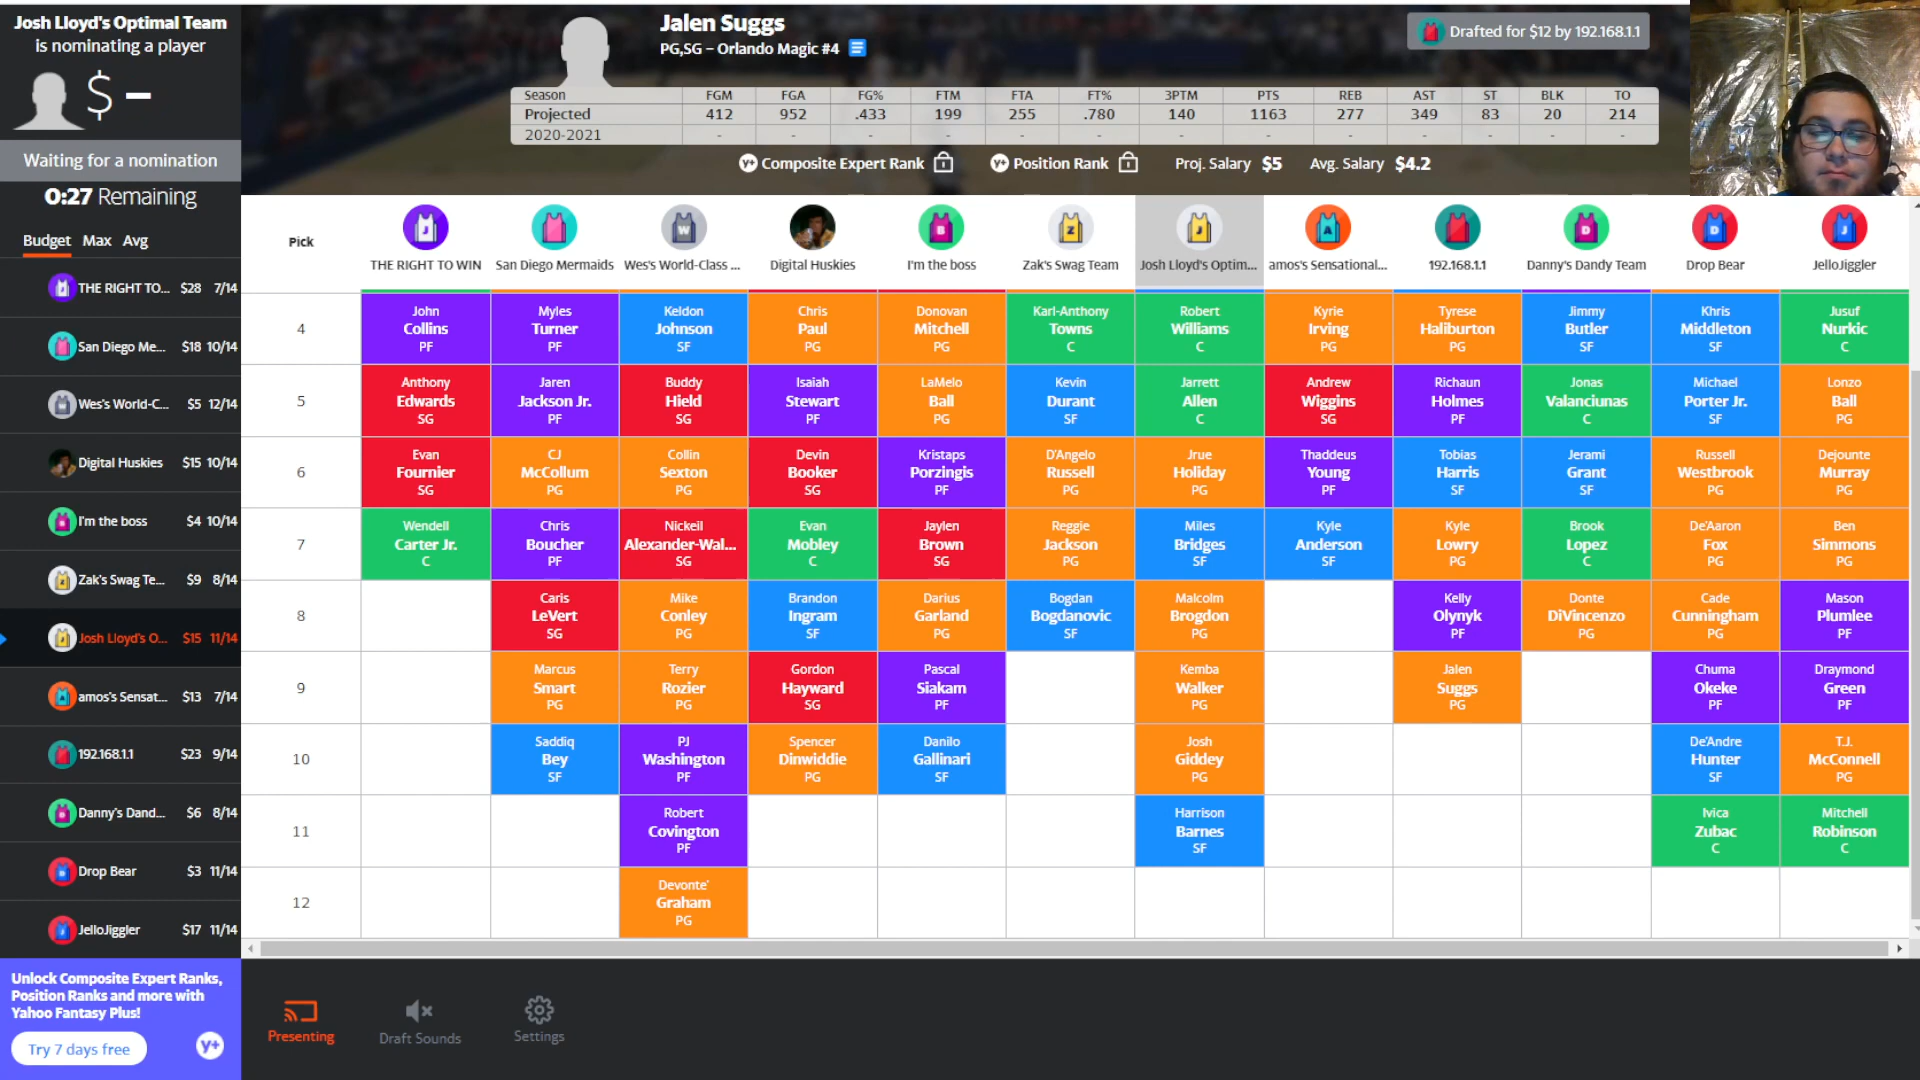 Josh Lloyd's Optimal Team
is nominating a player
$ –
Waiting for a nomination
0:27 Remaining
Budget Max Avg
THE RIGHT TO... $28 7/14
San Diego Me... $18 10/14
Wes's World-C... $5 12/14
Digital Huskies $15 10/14
I'm the boss $4 10/14
Zak's Swag Te... $9 8/14
Josh Lloyd's O... $15 11/14
amos's Sensat... $13 7/14
192.168.1.1 $23 9/14
Danny's Dand... $6 8/14
Drop Bear $3 11/14
JelloJiggler $17 11/14
Unlock Composite Expert Ranks,
Position Ranks and more with
Yahoo Fantasy Plus!
Try 7 days free y+
Jalen Suggs
PG,SG – Orlando Magic #4
Drafted for $12 by 192.168.1.1
Season FGM FGA FG% FTM FTA FT% 3PTM PTS REB AST ST BLK TO
Projected 412 952 .433 199 255 .780 140 1163 277 349 83 20 214
2020-2021 - - - - - - - - - - - - -
y+ Composite Expert Rank y+ Position Rank Proj. Salary $5 Avg. Salary $4.2
J J W B Z J A D D J
Pick THE RIGHT TO WIN San Diego Mermaids Wes's World-Class ... Digital Huskies I'm the boss Zak's Swag Team Josh Lloyd's Optim... amos's Sensational... 192.168.1.1 Danny's Dandy Team Drop Bear JelloJiggler
John Myles Keldon Chris Donovan Karl-Anthony Robert Kyrie Tyrese Jimmy Khris Jusuf
4 Collins Turner Johnson Paul Mitchell Towns Williams Irving Haliburton Butler Middleton Nurkic
PF PF SF PG PG C C PG PG SF SF C
Anthony Jaren Buddy Isaiah LaMelo Kevin Jarrett Andrew Richaun Jonas Michael Lonzo
5 Edwards Jackson Jr. Hield Stewart Ball Durant Allen Wiggins Holmes Valanciunas Porter Jr. Ball
SG PF SG PF PG SF C SG PF C SF PG
Evan CJ Collin Devin Kristaps D'Angelo Jrue Thaddeus Tobias Jerami Russell Dejounte
6 Fournier McCollum Sexton Booker Porzingis Russell Holiday Young Harris Grant Westbrook Murray
SG PG PG SG PF PG PG PF SF SF PG PG
Wendell Chris Nickeil Evan Jaylen Reggie Miles Kyle Kyle Brook De'Aaron Ben
7 Carter Jr. Boucher Alexander-Wal... Mobley Brown Jackson Bridges Anderson Lowry Lopez Fox Simmons
C PF SG C SG PG SF SF PG C PG PG
Caris Mike Brandon Darius Bogdan Malcolm Kelly Donte Cade Mason
8 LeVert Conley Ingram Garland Bogdanovic Brogdon Olynyk DiVincenzo Cunningham Plumlee
SG PG SF PG SF PG PF PG PG PF
Marcus Terry Gordon Pascal Kemba Jalen Chuma Draymond
9 Smart Rozier Hayward Siakam Walker Suggs Okeke Green
PG PG SG PF PG PG PF PF
Saddiq PJ Spencer Danilo Josh De'Andre T.J.
10 Bey Washington Dinwiddie Gallinari Giddey Hunter McConnell
SF PF PG SF PG SF PG
Robert Harrison Ivica Mitchell
11 Covington Barnes Zubac Robinson
PF SF C C
Devonte'
12 Graham
PG
Presenting Draft Sounds Settings